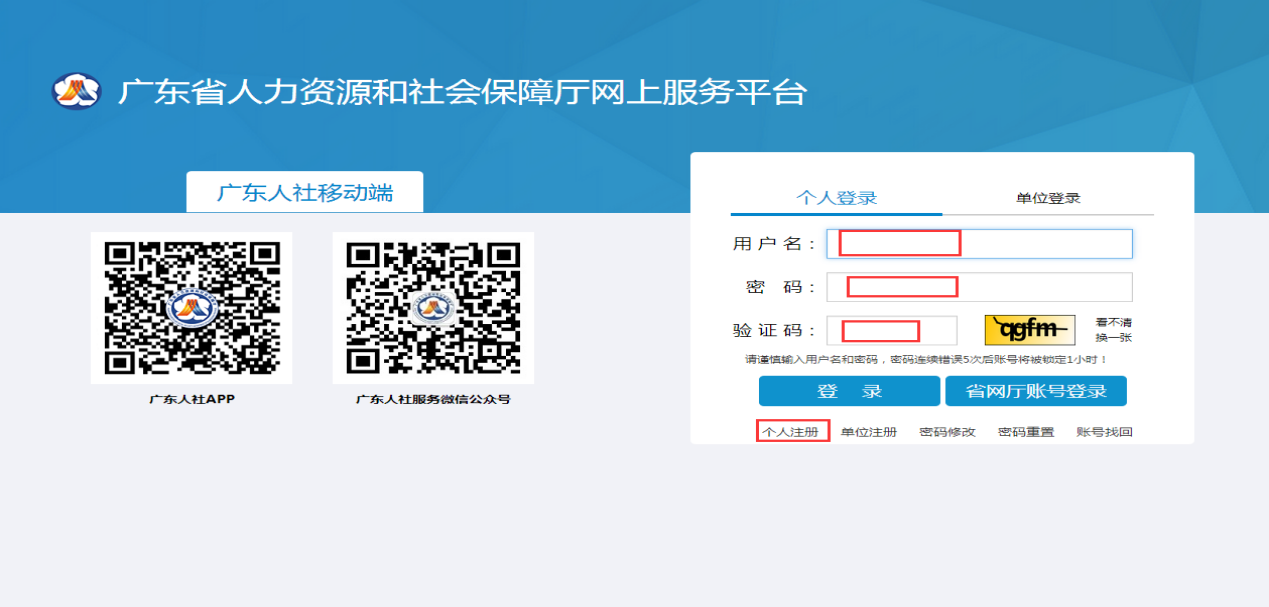 广东省人力资源和社会保障厅网上服务平台
广东人社移动端
广东人社APP
广东人社服务微信公众号
个人登录
单位登录
用户名：
密 码：
验证码：
qgfm
看不清
换一张
请谨慎输入用户名和密码，密码连续错误5次后账号将被锁定1小时！
登 录
省网厅账号登录
个人注册 单位注册 密码修改 密码重置 账号找回